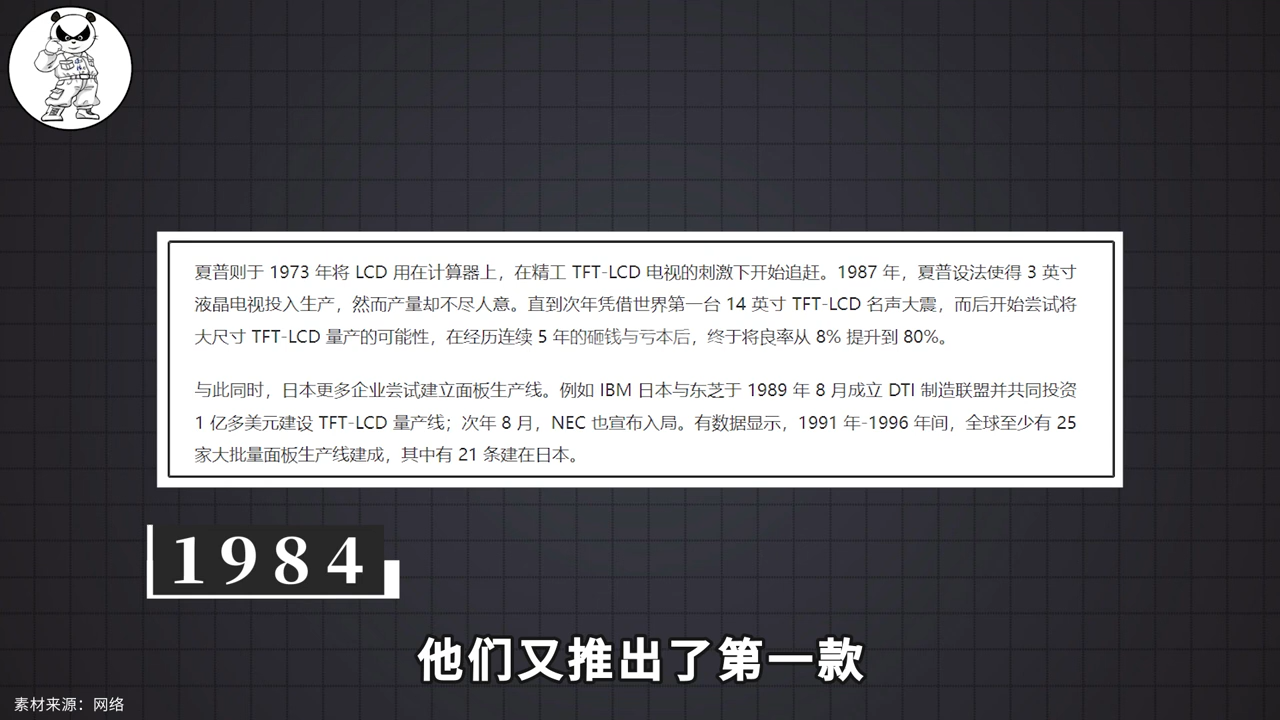 夏普则于 1973 年将 LCD 用在计算器上，在精工 TFT-LCD 电视的刺激下开始追赶。1987 年，夏普设法使得 3 英寸
液晶电视投入生产，然而产量却不尽人意。直到次年凭借世界第一台 14 英寸 TFT-LCD 名声大震，而后开始尝试将
大尺寸 TFT-LCD 量产的可能性，在经历连续 5 年的砸钱与亏本后，终于将良率从 8% 提升到 80%。
与此同时，日本更多企业尝试建立面板生产线。例如 IBM 日本与东芝于 1989 年 8 月成立 DTI 制造联盟并共同投资
1 亿多美元建设 TFT-LCD 量产线；次年 8 月，NEC 也宣布入局。有数据显示，1991 年-1996 年间，全球至少有 25
家大批量面板生产线建成，其中有 21 条建在日本。
1984
他们又推出了第一款
素材来源：网络